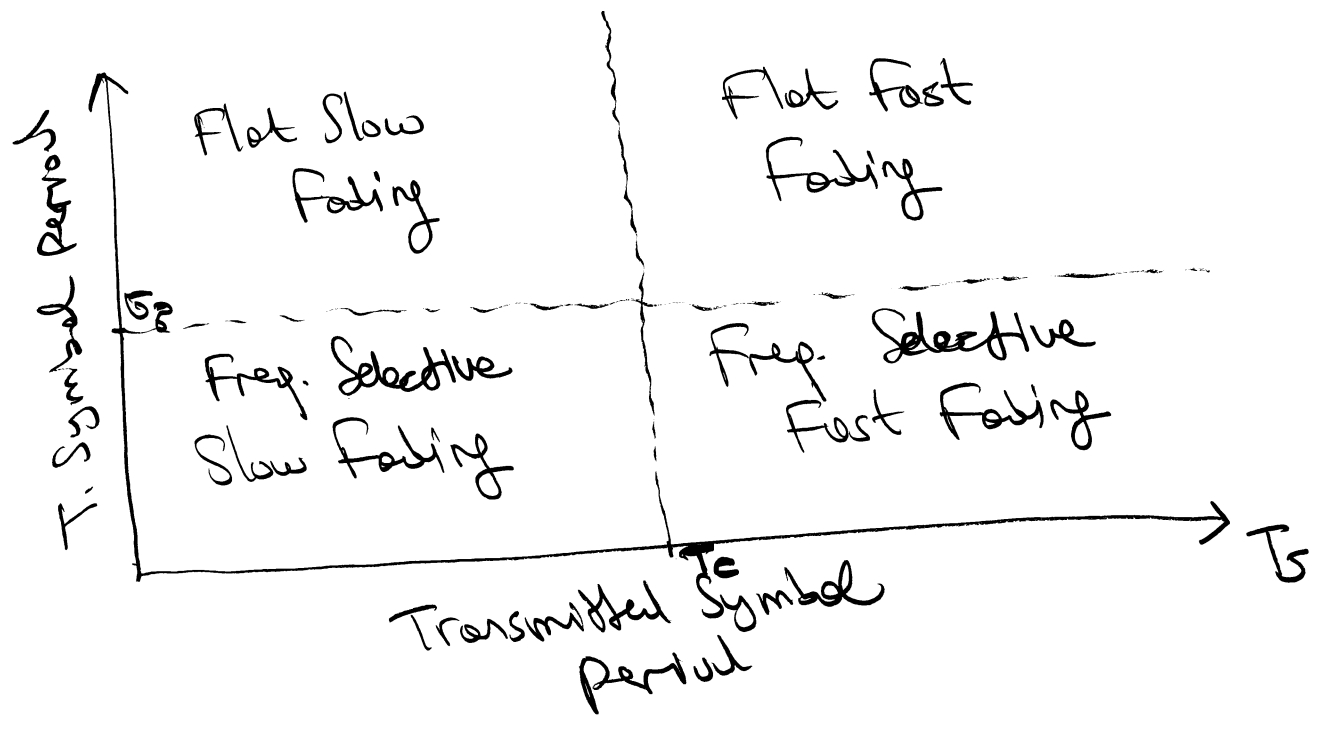 Flat Slow
Fading
Flat Fast
Fading
T. Symbol period
Freq. Selective
Slow Fading
Freq. Selective
Fast Fading
Tc
Ts
Transmitted Symbol
period